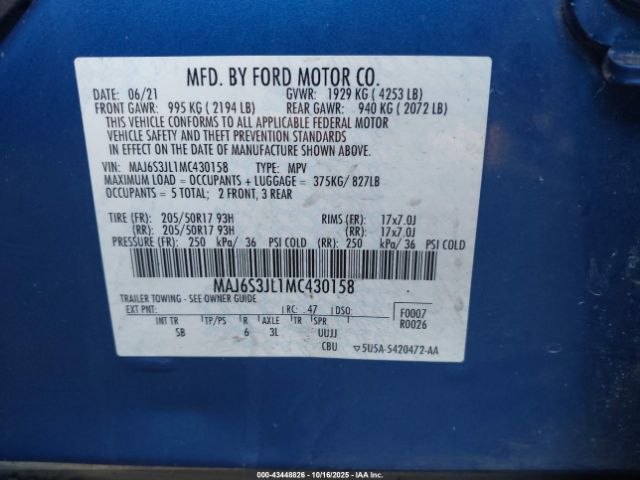 MFD. BY FORD MOTOR CO.
DATE: 06/21 GVWR: 1929 KG ( 4253 LB)
FRONT GAWR: 995 KG ( 2194 LB) REAR GAWR: 940 KG ( 2072 LB)
THIS VEHICLE CONFORMS TO ALL APPLICABLE FEDERAL MOTOR
VEHICLE SAFETY AND THEFT PREVENTION STANDARDS
IN EFFECT ON THE DATE OF MANUFACTURE SHOWN ABOVE.
VIN: MAJ6S3JL1MC430158 TYPE: MPV
MAXIMUM LOAD = OCCUPANTS + LUGGAGE = 375KG/ 827LB
OCCUPANTS = 5 TOTAL; 2 FRONT, 3 REAR
TIRE (FR): 205/50R17 93H RIMS (FR): 17x7.0J
(RR): 205/50R17 93H (RR): 17x7.0J
PRESSURE (FR): 250 kPa/ 36 PSI COLD (RR): 250 kPa/ 36 PSI COLD
MAJ6S3JL1MC430158
TRAILER TOWING - SEE OWNER GUIDE
EXT PNT: RC: 47 DSO: F0007
INT TR TP/PS R AXLE TR SPR R0026
SB 6 3L UUJJ
CBU 5U5A-S420472-AA
000-43448826 | 10/16/2025 | IAA Holdings, LLC.